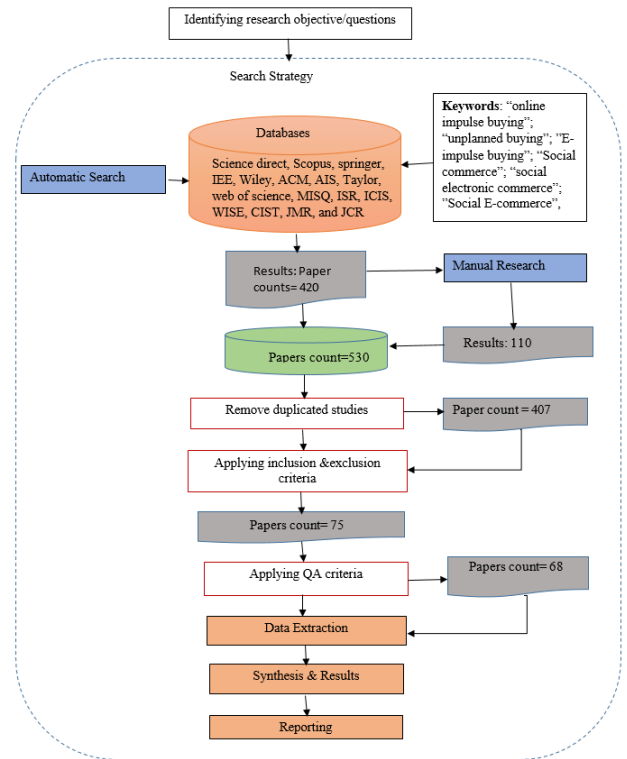 Identifying research objective/questions
Search Strategy
Keywords: “online
impulse buying”;
“unplanned buying”; ”E-
impulse buying”; “Social
commerce”; “social
electronic commerce”;
”Social E-commerce”,
Databases
Science direct, Scopus, springer,
IEE, Wiley, ACM, AIS, Taylor,
web of science, MISQ, ISR, ICIS,
WISE, CIST, JMR, and JCR
Automatic Search
Results: Paper
counts= 420
Manual Research
Results: 110
Papers count=530
Remove duplicated studies
Paper count = 407
Applying inclusion &exclusion
criteria
Papers count= 75
Applying QA criteria
Papers count= 68
Data Extraction
Synthesis & Results
Reporting